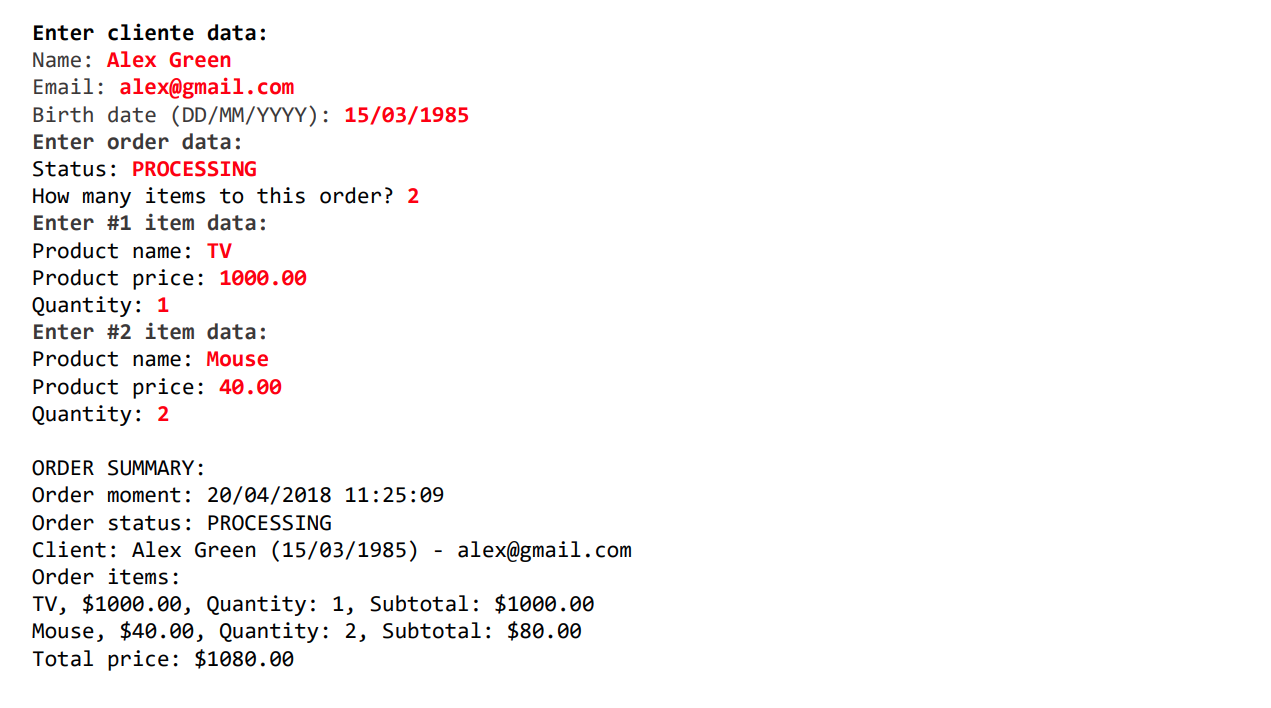 Enter cliente data:
Name: Alex Green
Email: alex@gmail.com
Birth date (DD/MM/YYYY): 15/03/1985
Enter order data:
Status: PROCESSING
How many items to this order? 2
Enter #1 item data:
Product name: TV
Product price: 1000.00
Quantity: 1
Enter #2 item data:
Product name: Mouse
Product price: 40.00
Quantity: 2
ORDER SUMMARY:
Order moment: 20/04/2018 11:25:09
Order status: PROCESSING
Client: Alex Green (15/03/1985) - alex@gmail.com
Order items:
TV, $1000.00, Quantity: 1, Subtotal: $1000.00
Mouse, $40.00, Quantity: 2, Subtotal: $80.00
Total price: $1080.00